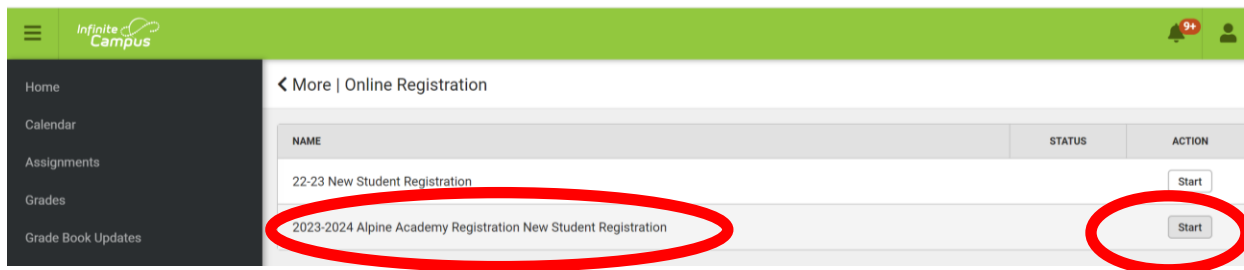 Infinite
Campus
9+
Home
Calendar
Assignments
Grades
Grade Book Updates
More | Online Registration
NAME STATUS ACTION
22-23 New Student Registration Start
2023-2024 Alpine Academy Registration New Student Registration Start